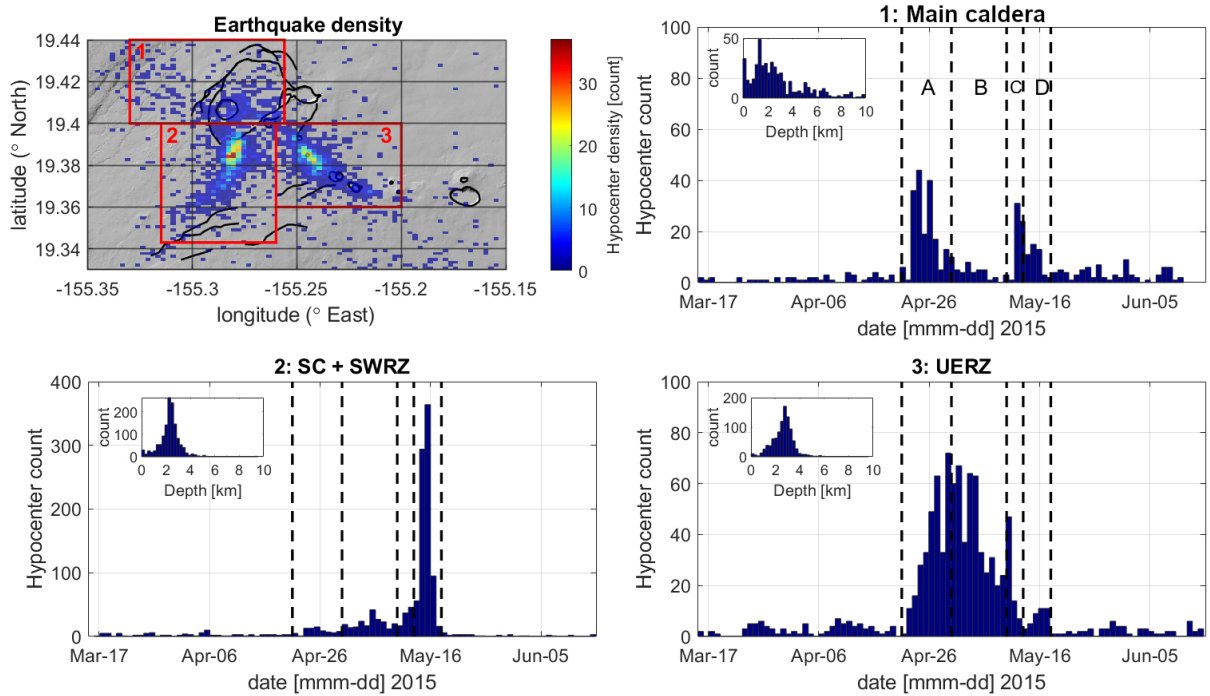 Earthquake density
19.44
19.42
19.4
19.38
19.36
19.34
latitude (° North)
1
2
3
-155.35
-155.3
-155.25
-155.2
-155.15
longitude (° East)
30
20
10
0
Hypocenter density [count]
1: Main caldera
100
80
60
40
20
0
Hypocenter count
50
0
count
0 2 4 6 8 10
Depth [km]
A B C D
Mar-17 Apr-06 Apr-26 May-16 Jun-05
date [mmm-dd] 2015
2: SC + SWRZ
400
300
200
100
0
Hypocenter count
200
100
0
count
0 2 4 6 8 10
Depth [km]
Mar-17 Apr-06 Apr-26 May-16 Jun-05
date [mmm-dd] 2015
3: UERZ
100
80
60
40
20
0
Hypocenter count
200
100
0
count
0 2 4 6 8 10
Depth [km]
Mar-17 Apr-06 Apr-26 May-16 Jun-05
date [mmm-dd] 2015